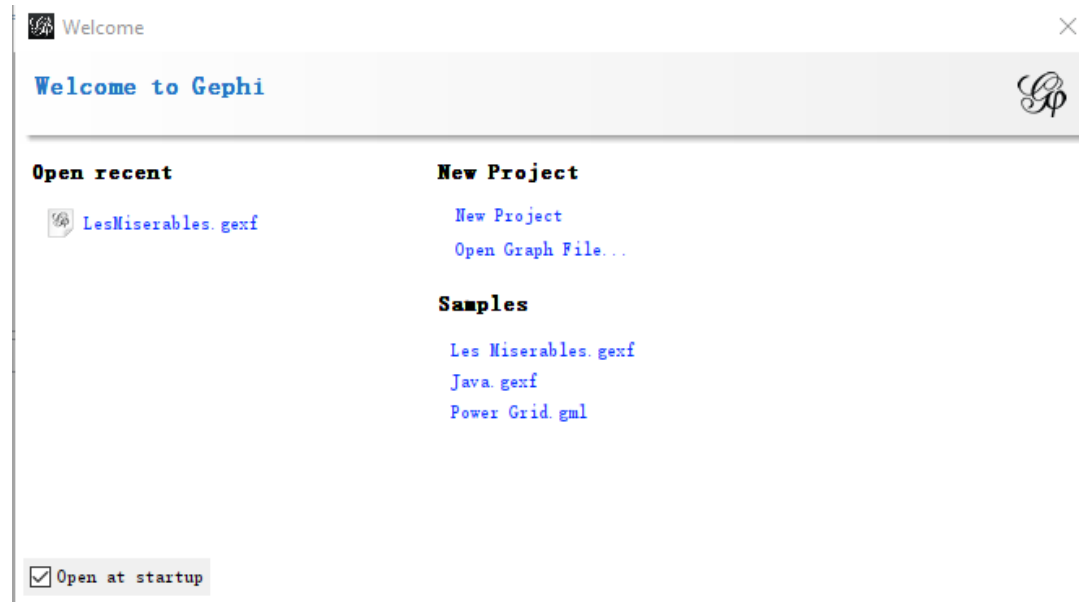 Welcome
Welcome to Gephi
Open recent
LesMiserables.gexf
New Project
New Project
Open Graph File...
Samples
Les Miserables.gexf
Java.gexf
Power Grid.gml
Open at startup